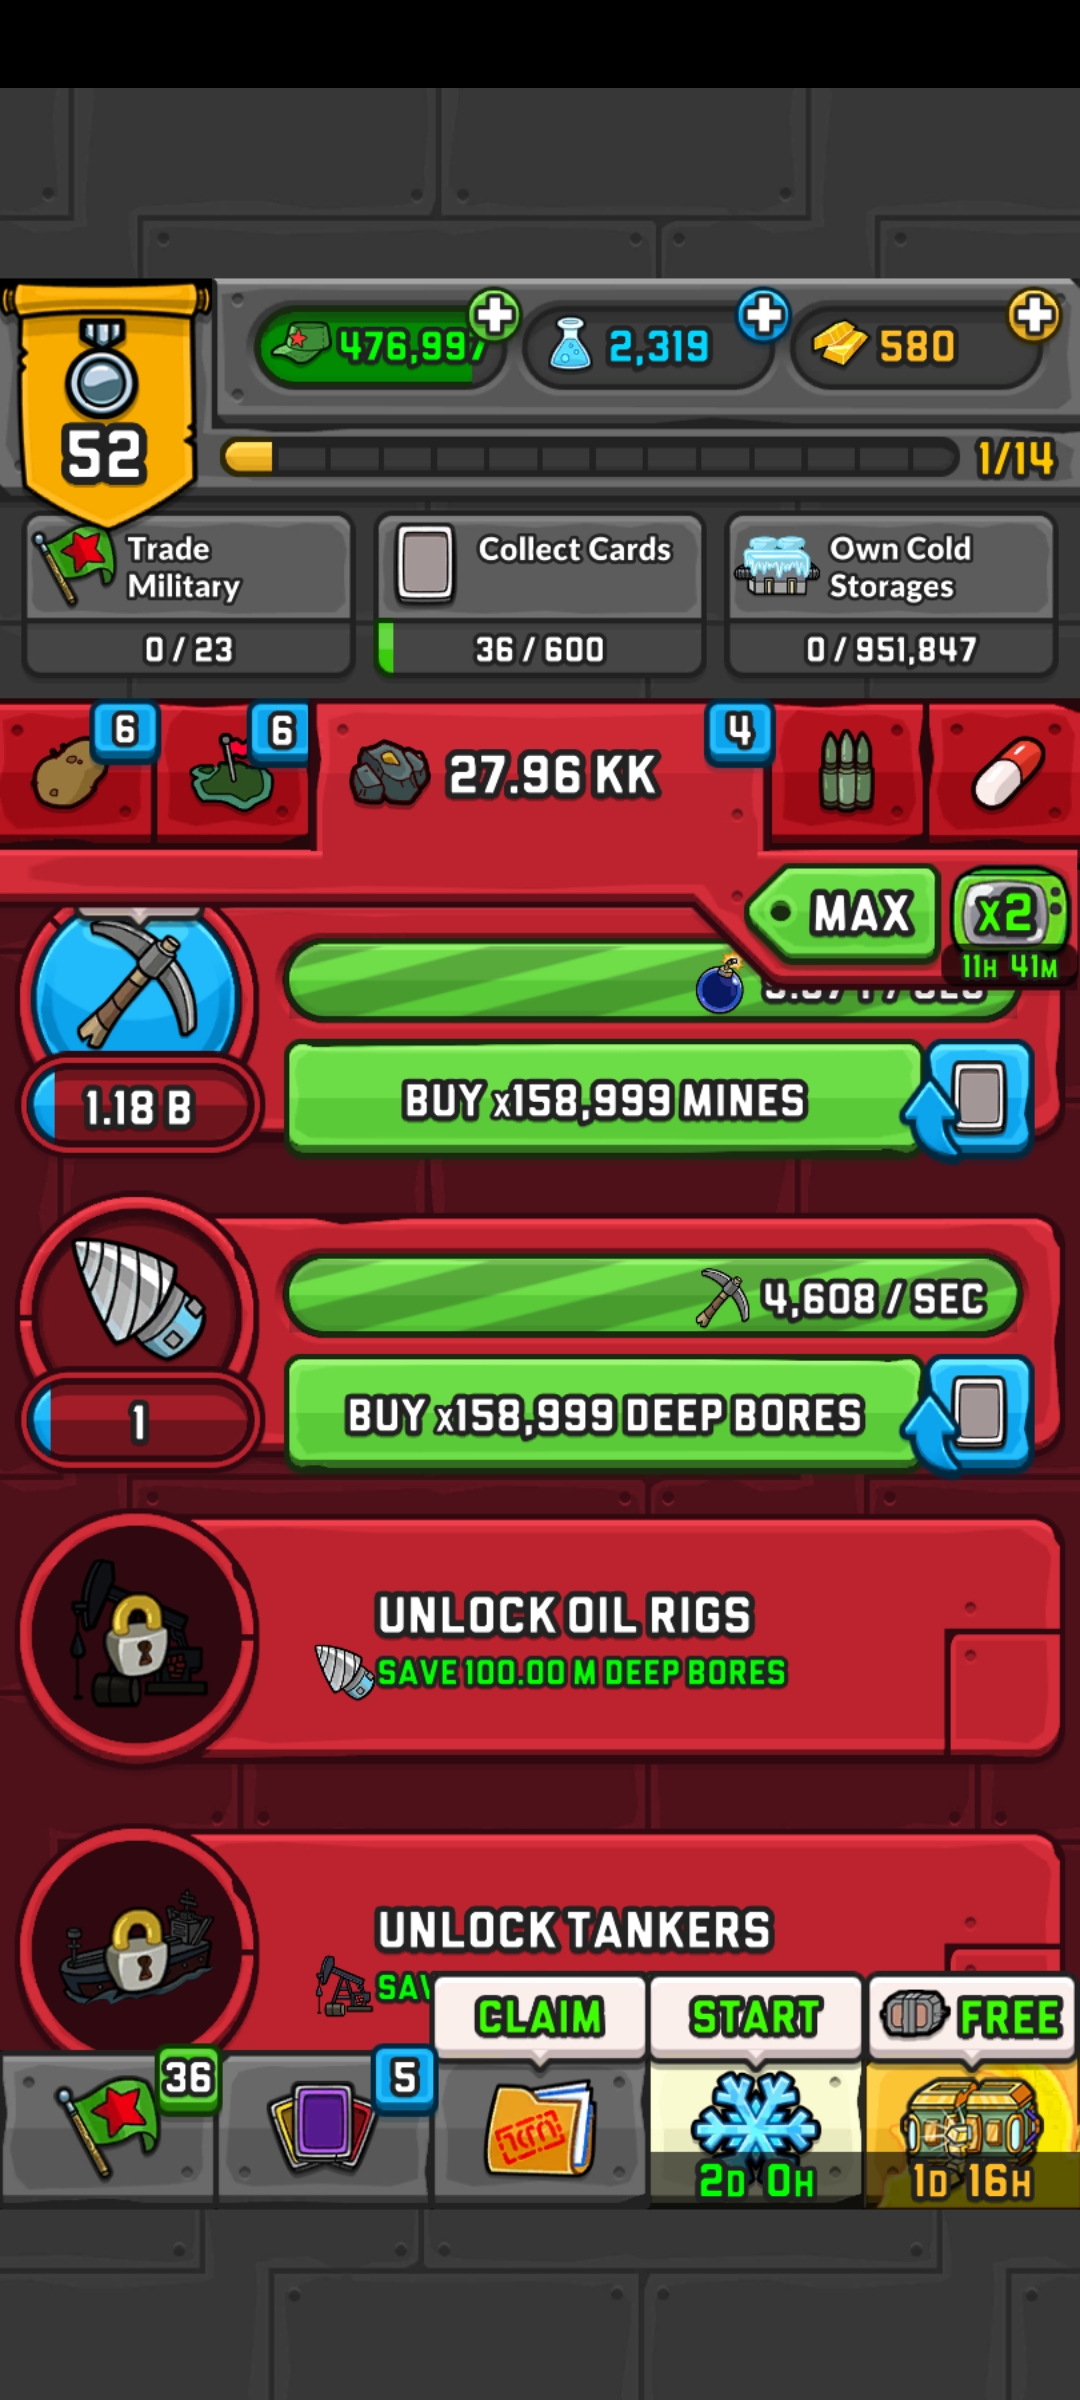 476,997
2,319
580
52
1/14
Trade
Military
0 / 23
Collect Cards
36 / 600
Own Cold
Storages
0 / 951,847
6
6
27.96 KK
4
MAX
x2
11H 41M
/ SEC
1.18 B
BUY x158,999 MINES
4,608 / SEC
1
BUY x158,999 DEEP BORES
UNLOCK OIL RIGS
SAVE 100.00 M DEEP BORES
UNLOCK TANKERS
CLAIM
START
FREE
36
5
2D 0H
1D 16H